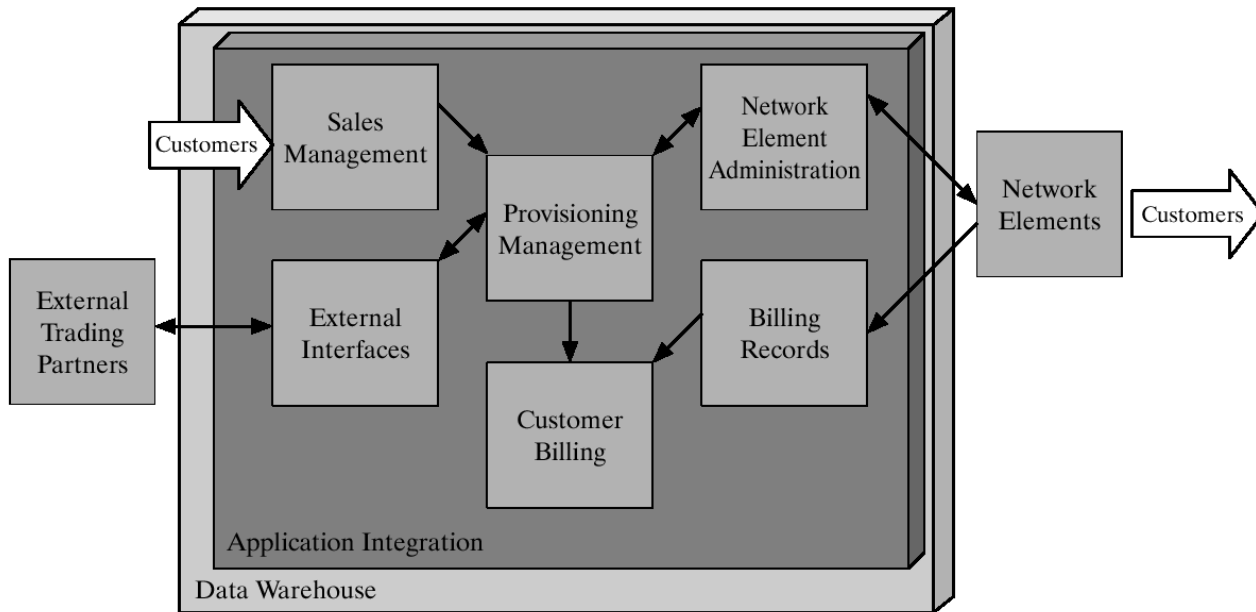 Customers
Sales
Management
Network
Element
Administration
Provisioning
Management
Network
Elements
Customers
External
Trading
Partners
External
Interfaces
Billing
Records
Customer
Billing
Application Integration
Data Warehouse